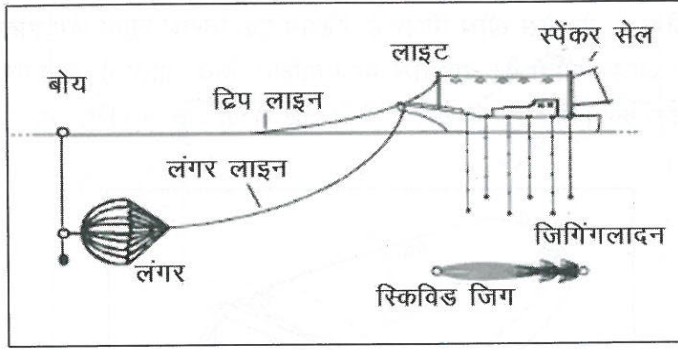 स्पेंकर सेल
लाइट
बोय
ट्रिप लाइन
लंगर लाइन
जिगिंगलादन
लंगर
स्किविड जिग